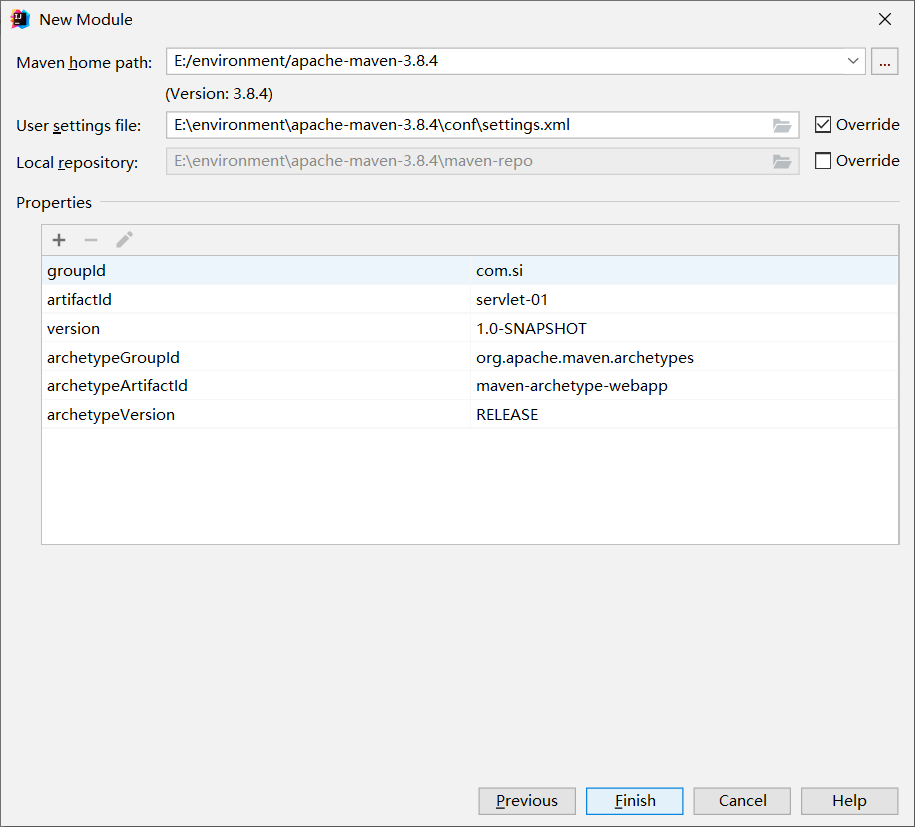 New Module
Maven home path: E:/environment/apache-maven-3.8.4 ...
(Version: 3.8.4)
User settings file: E:\environment\apache-maven-3.8.4\conf\settings.xml Override
Local repository: E:\environment\apache-maven-3.8.4\maven-repo Override
Properties
groupId com.si
artifactId servlet-01
version 1.0-SNAPSHOT
archetypeGroupId org.apache.maven.archetypes
archetypeArtifactId maven-archetype-webapp
archetypeVersion RELEASE
Previous Finish Cancel Help